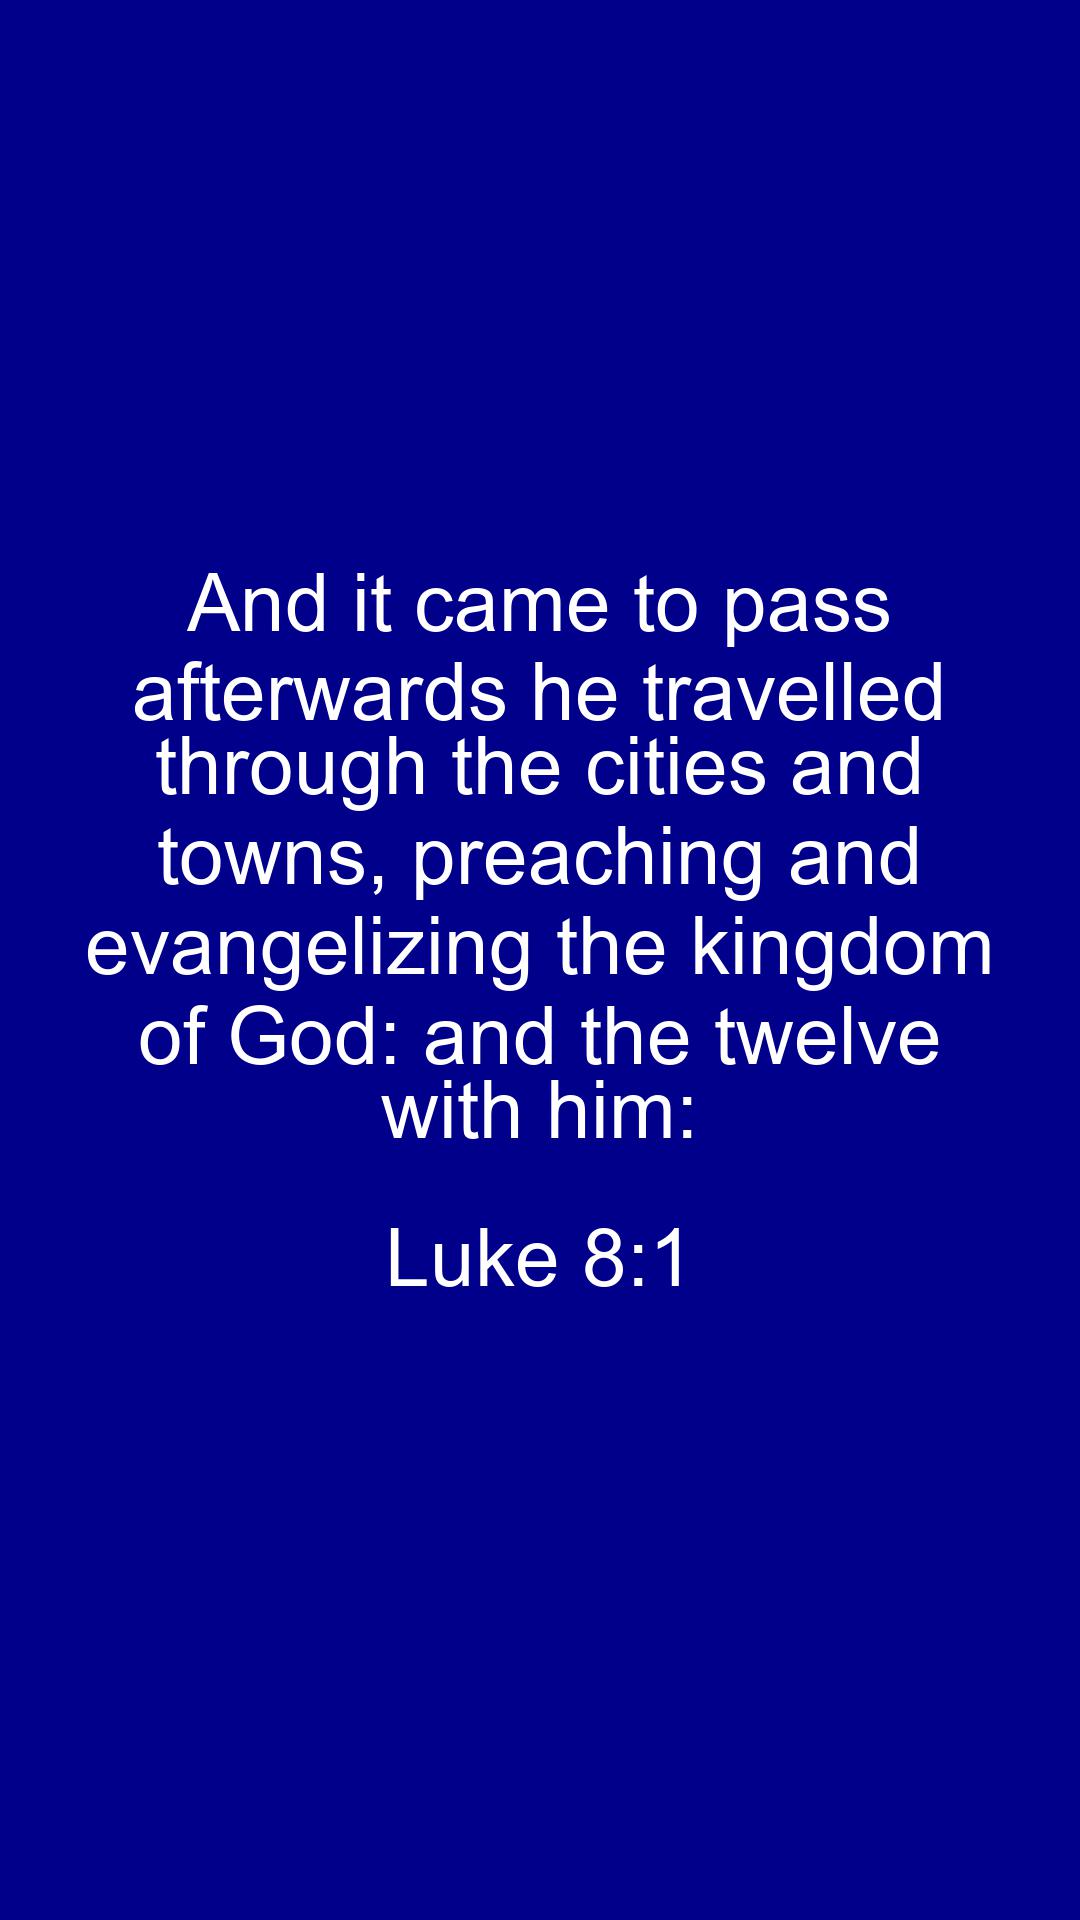 And it came to pass
afterwards he travelled
through the cities and
towns, preaching and
evangelizing the kingdom
of God: and the twelve
with him:
Luke 8:1